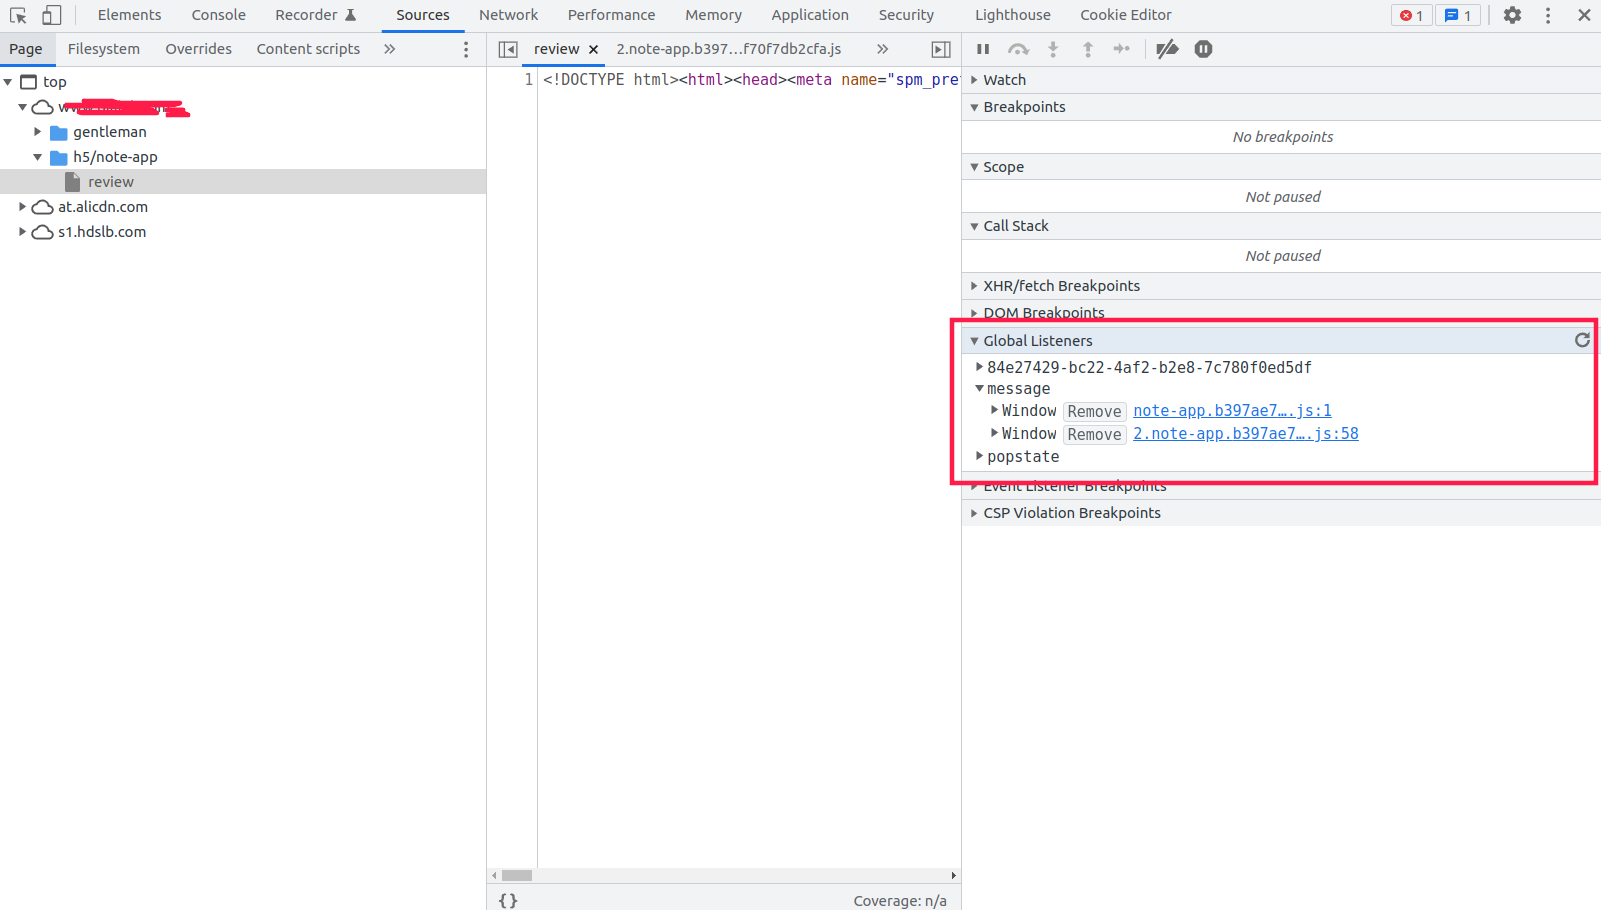 Elements Console Recorder Sources Network Performance Memory Application Security Lighthouse Cookie Editor 1 1
Page Filesystem Overrides Content scripts »
review × 2.note-app.b397…f70f7db2cfa.js »
top
gentleman
h5/note-app
review
at.alicdn.com
s1.hdslb.com
1 <!DOCTYPE html><html><head><meta name="spm_pre
{} Coverage: n/a
Watch
Breakpoints
No breakpoints
Scope
Not paused
Call Stack
Not paused
XHR/fetch Breakpoints
DOM Breakpoints
Global Listeners
84e27429-bc22-4af2-b2e8-7c780f0ed5df
message
Window Remove note-app.b397ae7….js:1
Window Remove 2.note-app.b397ae7….js:58
popstate
Event Listener Breakpoints
CSP Violation Breakpoints